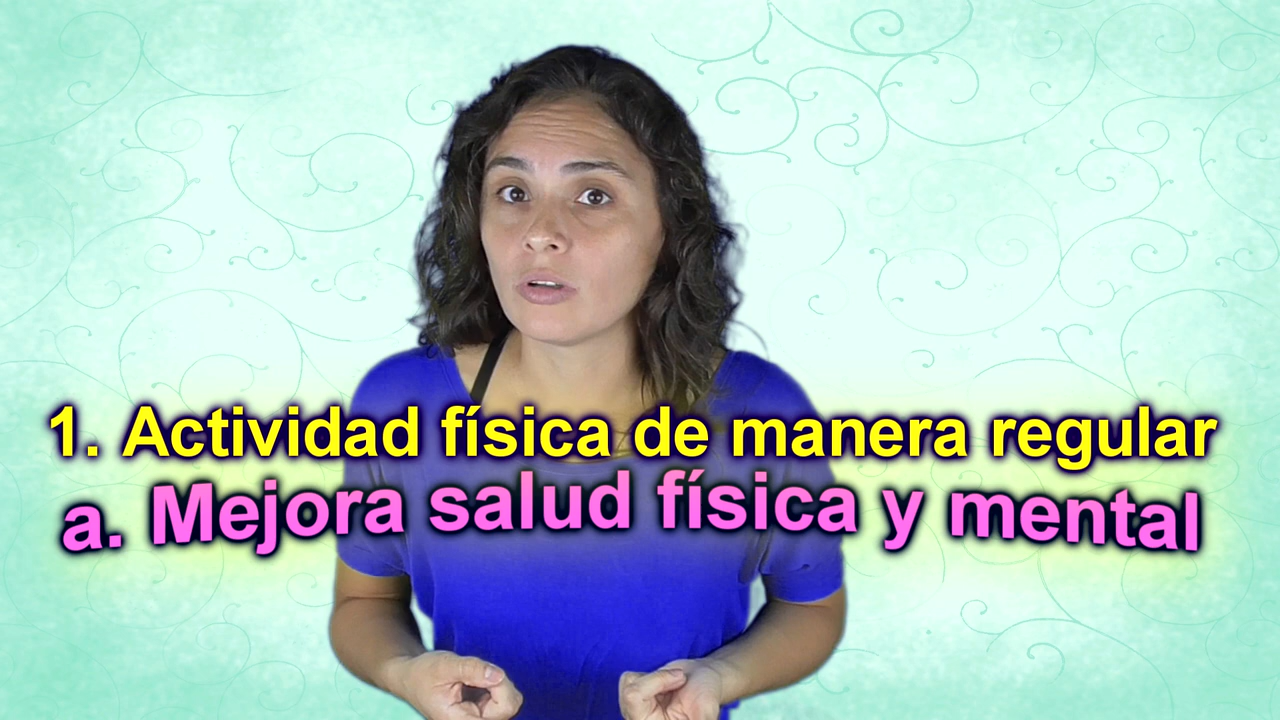 1. Actividad física de manera regular
a. Mejora salud física y mental